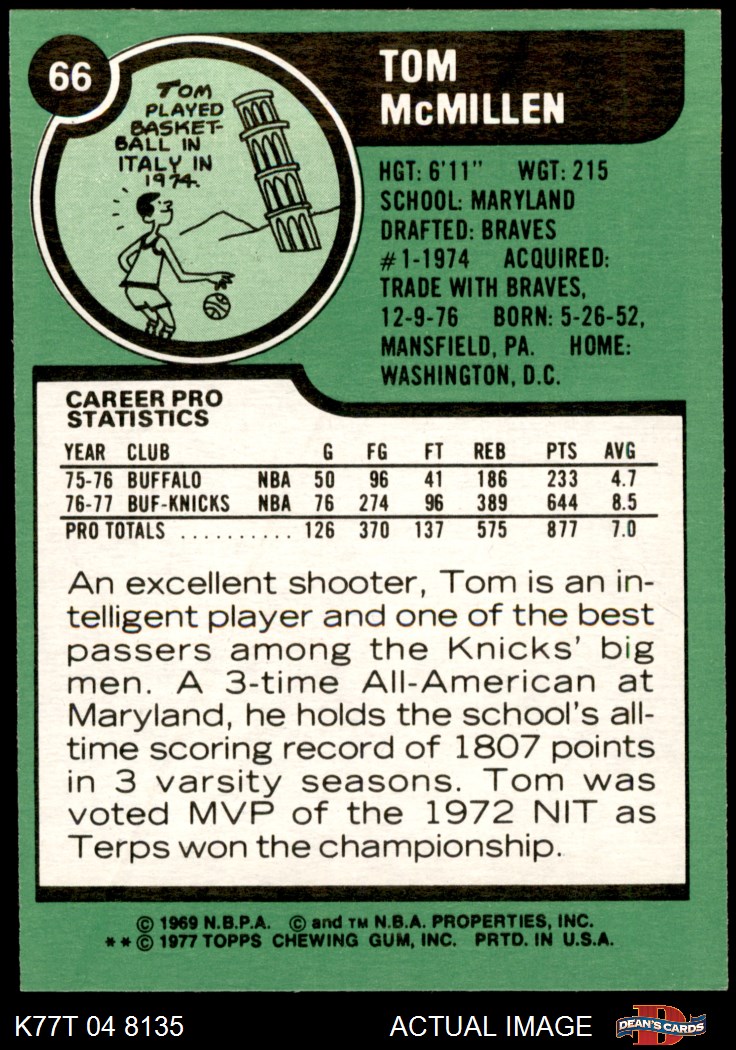 66
TOM
PLAYED
BASKET-
BALL IN
ITALY IN
1974.
TOM
McMILLEN
HGT: 6'11" WGT: 215
SCHOOL: MARYLAND
DRAFTED: BRAVES
#1-1974 ACQUIRED:
TRADE WITH BRAVES,
12-9-76 BORN: 5-26-52,
MANSFIELD, PA. HOME:
WASHINGTON, D.C.
CAREER PRO
STATISTICS
YEAR CLUB G FG FT REB PTS AVG
75-76 BUFFALO NBA 50 96 41 186 233 4.7
76-77 BUF-KNICKS NBA 76 274 96 389 644 8.5
PRO TOTALS .......... 126 370 137 575 877 7.0
An excellent shooter, Tom is an in-
telligent player and one of the best
passers among the Knicks' big
men. A 3-time All-American at
Maryland, he holds the school's all-
time scoring record of 1807 points
in 3 varsity seasons. Tom was
voted MVP of the 1972 NIT as
Terps won the championship.
© 1969 N.B.P.A. © and TM N.B.A. PROPERTIES, INC.
**© 1977 TOPPS CHEWING GUM, INC. PRTD. IN U.S.A.
K77T 04 8135 ACTUAL IMAGE D DEAN'S CARDS